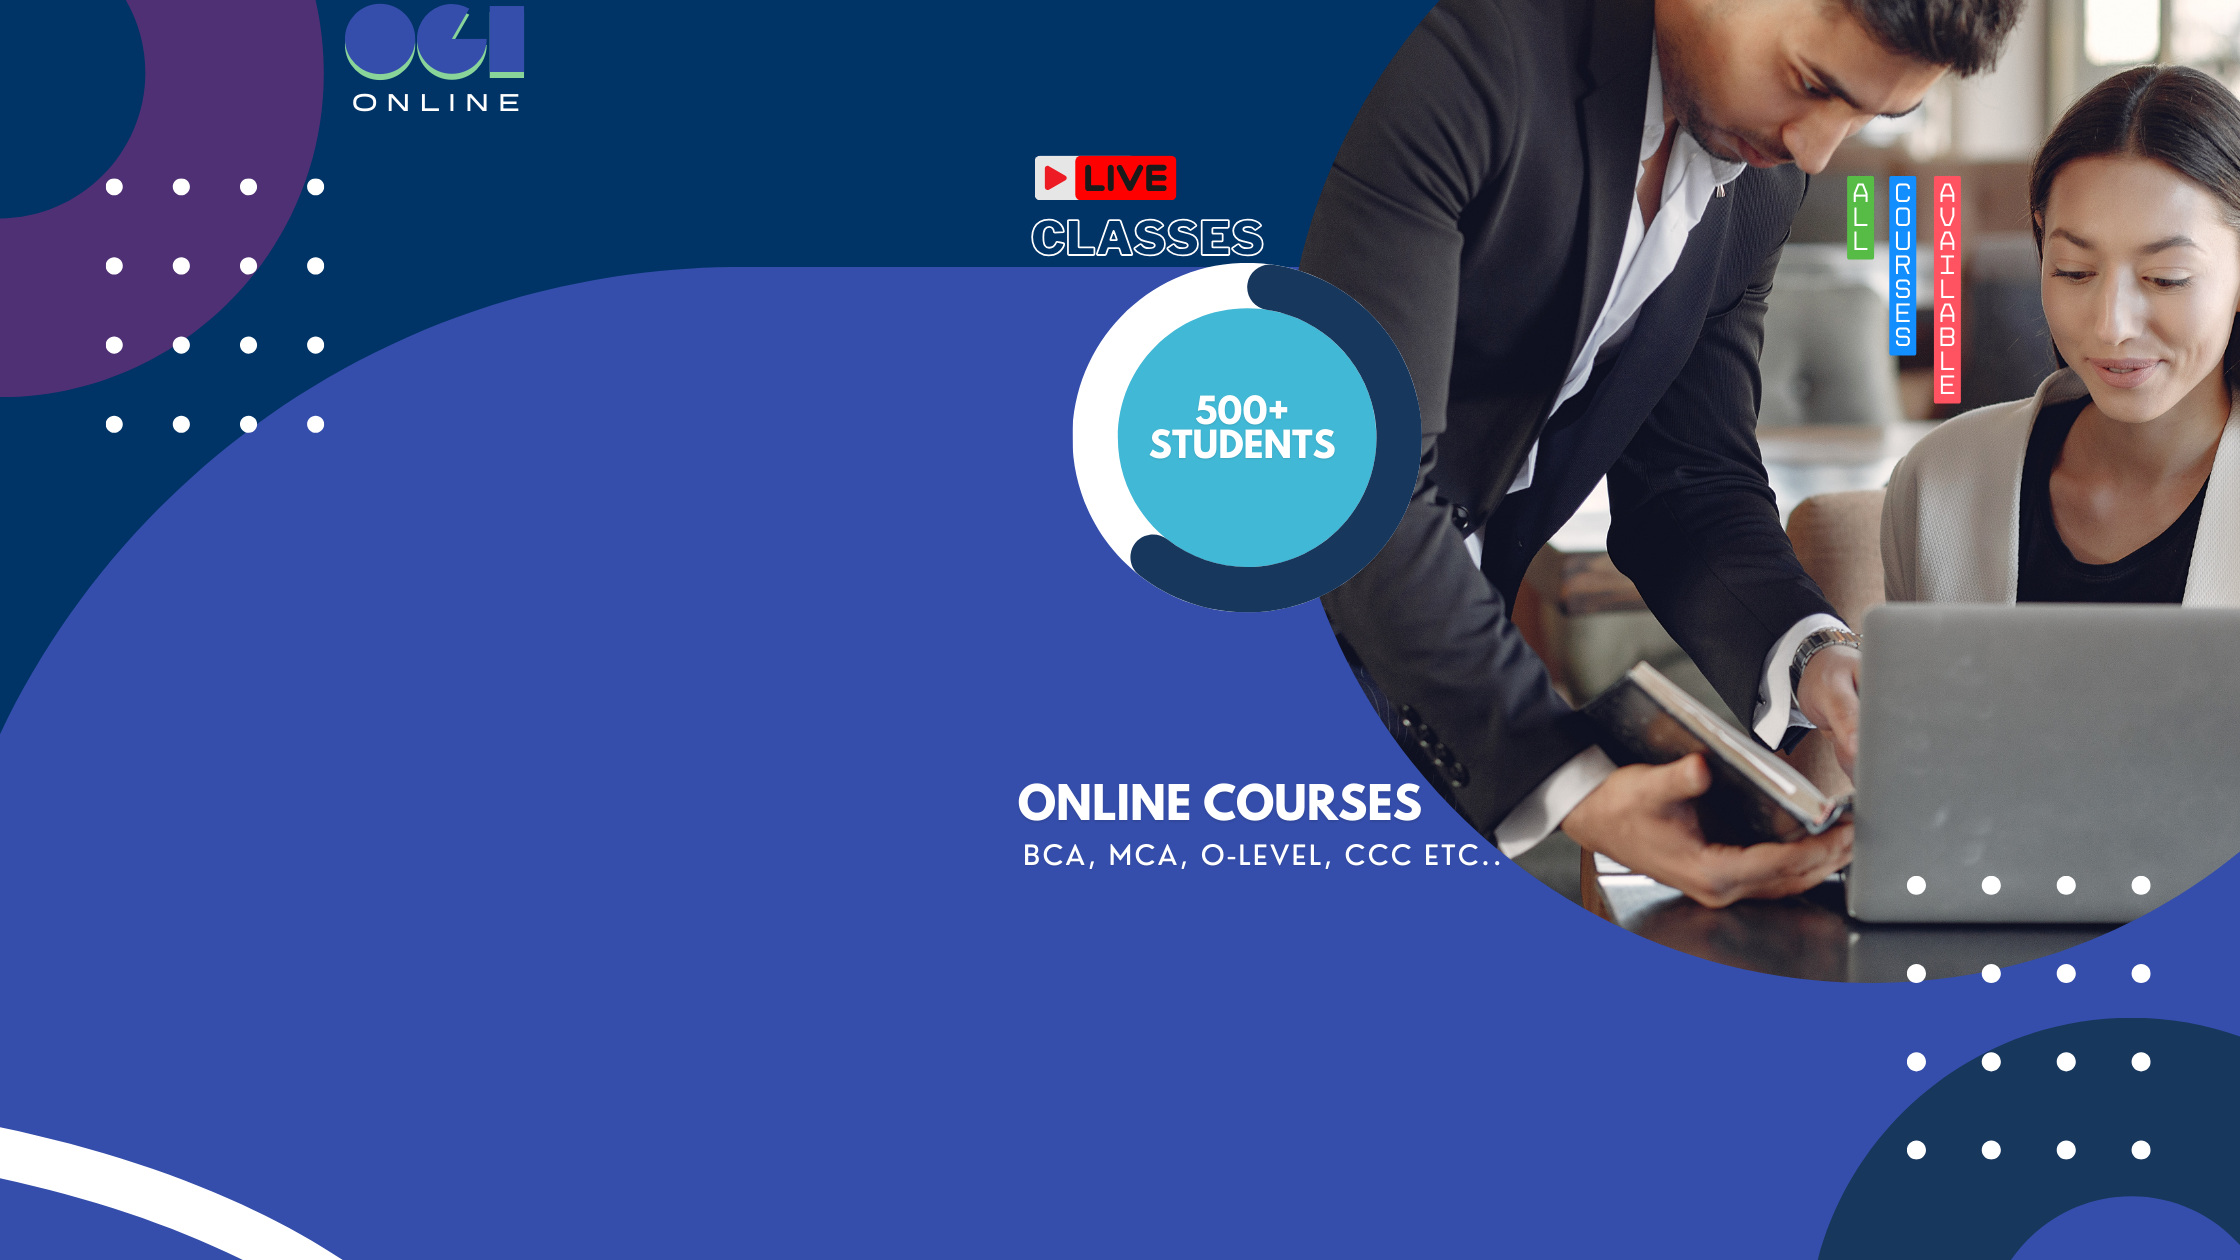 OGI
ONLINE
LIVE
CLASSES
ALL
COURSES
AVAILABLE
500+
STUDENTS
ONLINE COURSES
BCA, MCA, O-LEVEL, CCC ETC..